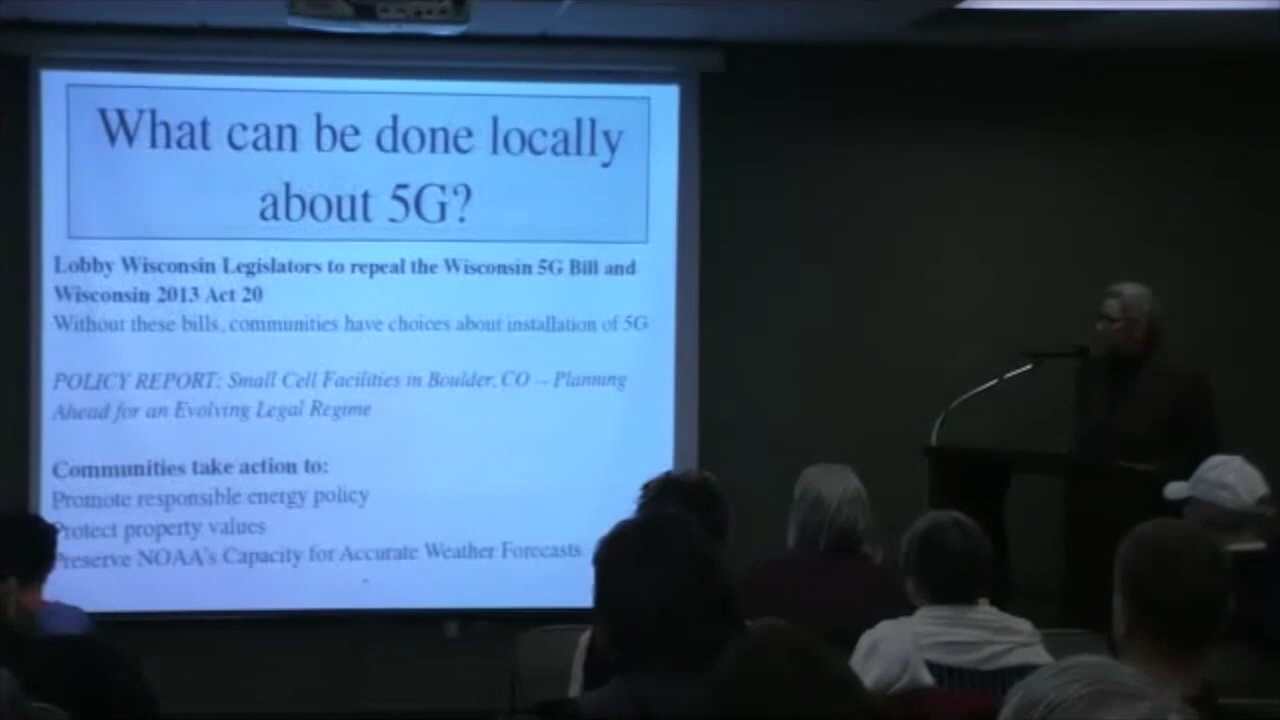 What can be done locally
about 5G?
Lobby Wisconsin Legislators to repeal the Wisconsin 5G Bill and
Wisconsin 2013 Act 20
Without these bills, communities have choices about installation of 5G
POLICY REPORT: Small Cell Facilities in Boulder, CO -- Planning
Ahead for an Evolving Legal Regime
Communities take action to:
Promote responsible energy policy
Protect property values
Preserve NOAA's Capacity for Accurate Weather Forecasts